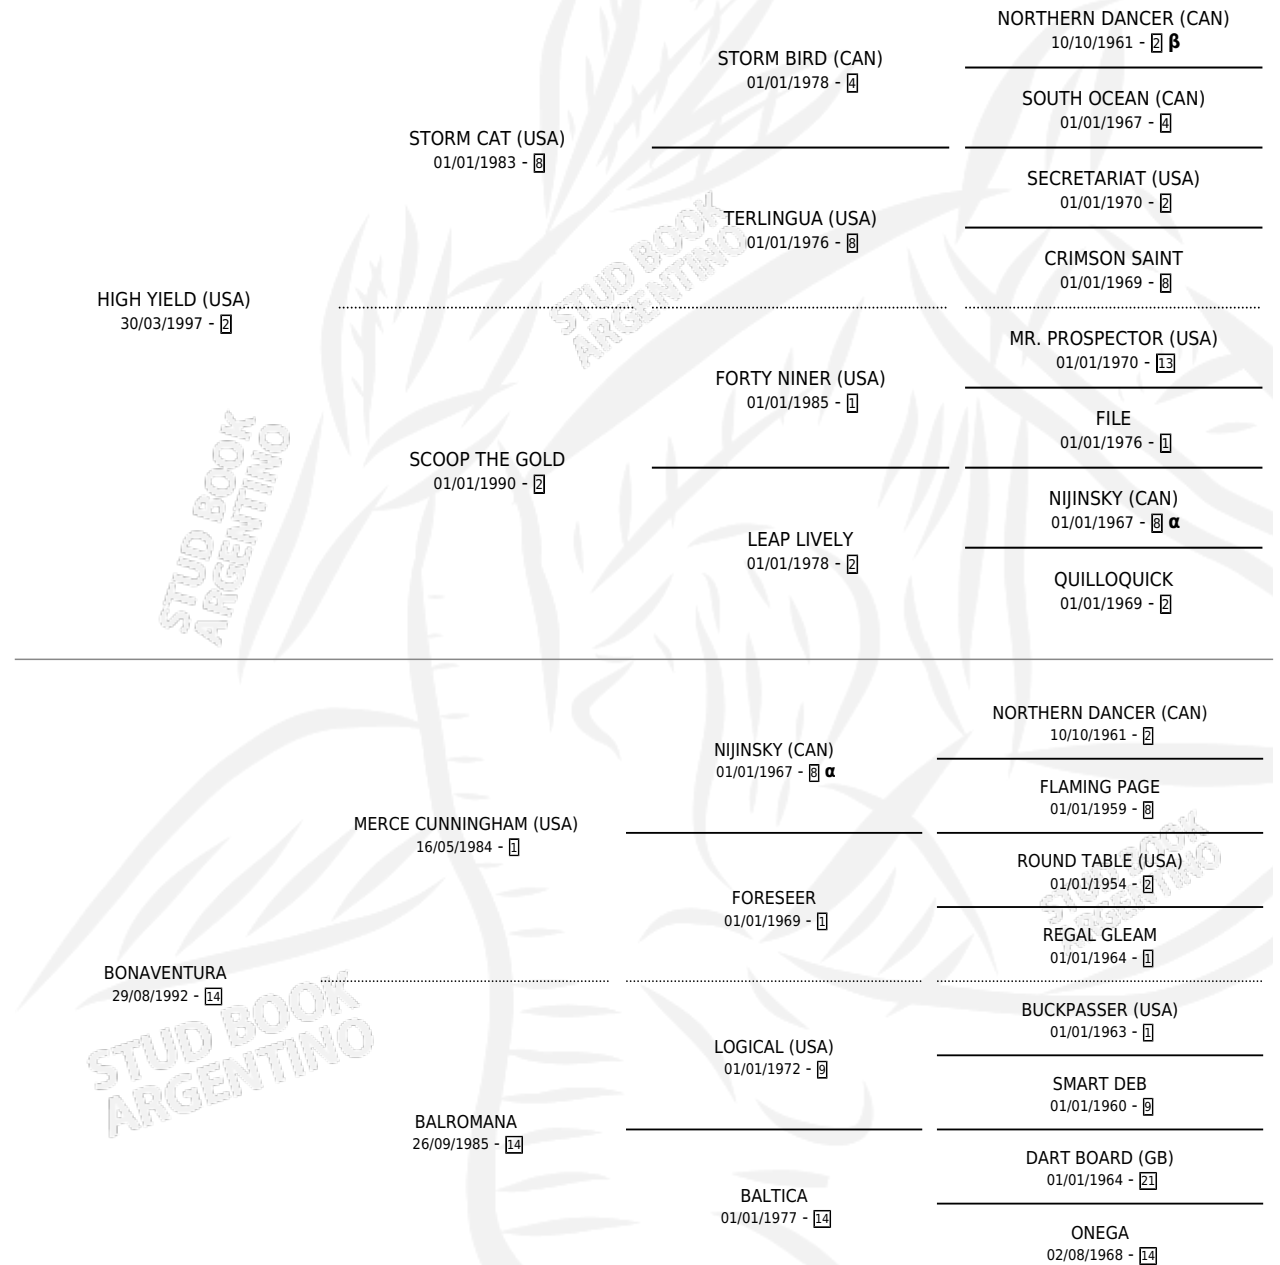 NORTHERN DANCER (CAN)
10/10/1961 - 2 β
STORM BIRD (CAN)
01/01/1978 - 4
SOUTH OCEAN (CAN)
01/01/1967 - 4
STORM CAT (USA)
01/01/1983 - 8
SECRETARIAT (USA)
01/01/1970 - 2
TERLINGUA (USA)
01/01/1976 - 8
CRIMSON SAINT
01/01/1969 - 8
HIGH YIELD (USA)
30/03/1997 - 2
MR. PROSPECTOR (USA)
01/01/1970 - 13
FORTY NINER (USA)
01/01/1985 - 1
FILE
01/01/1976 - 1
SCOOP THE GOLD
01/01/1990 - 2
NIJINSKY (CAN)
01/01/1967 - 8 α
LEAP LIVELY
01/01/1978 - 2
QUILLOQUICK
01/01/1969 - 2
NORTHERN DANCER (CAN)
10/10/1961 - 2
NIJINSKY (CAN)
01/01/1967 - 8 α
FLAMING PAGE
01/01/1959 - 8
MERCE CUNNINGHAM (USA)
16/05/1984 - 1
ROUND TABLE (USA)
01/01/1954 - 2
FORESEER
01/01/1969 - 1
REGAL GLEAM
01/01/1964 - 1
BONAVENTURA
29/08/1992 - 14
BUCKPASSER (USA)
01/01/1963 - 1
LOGICAL (USA)
01/01/1972 - 9
SMART DEB
01/01/1960 - 9
BALROMANA
26/09/1985 - 14
DART BOARD (GB)
01/01/1964 - 21
BALTICA
01/01/1977 - 14
ONEGA
02/08/1968 - 14
STUD BOOK
ARGENTINO
STUD BOOK
ARGENTINO
STUD BOOK
ARGENTINO
STUD BOOK
ARGENTINO